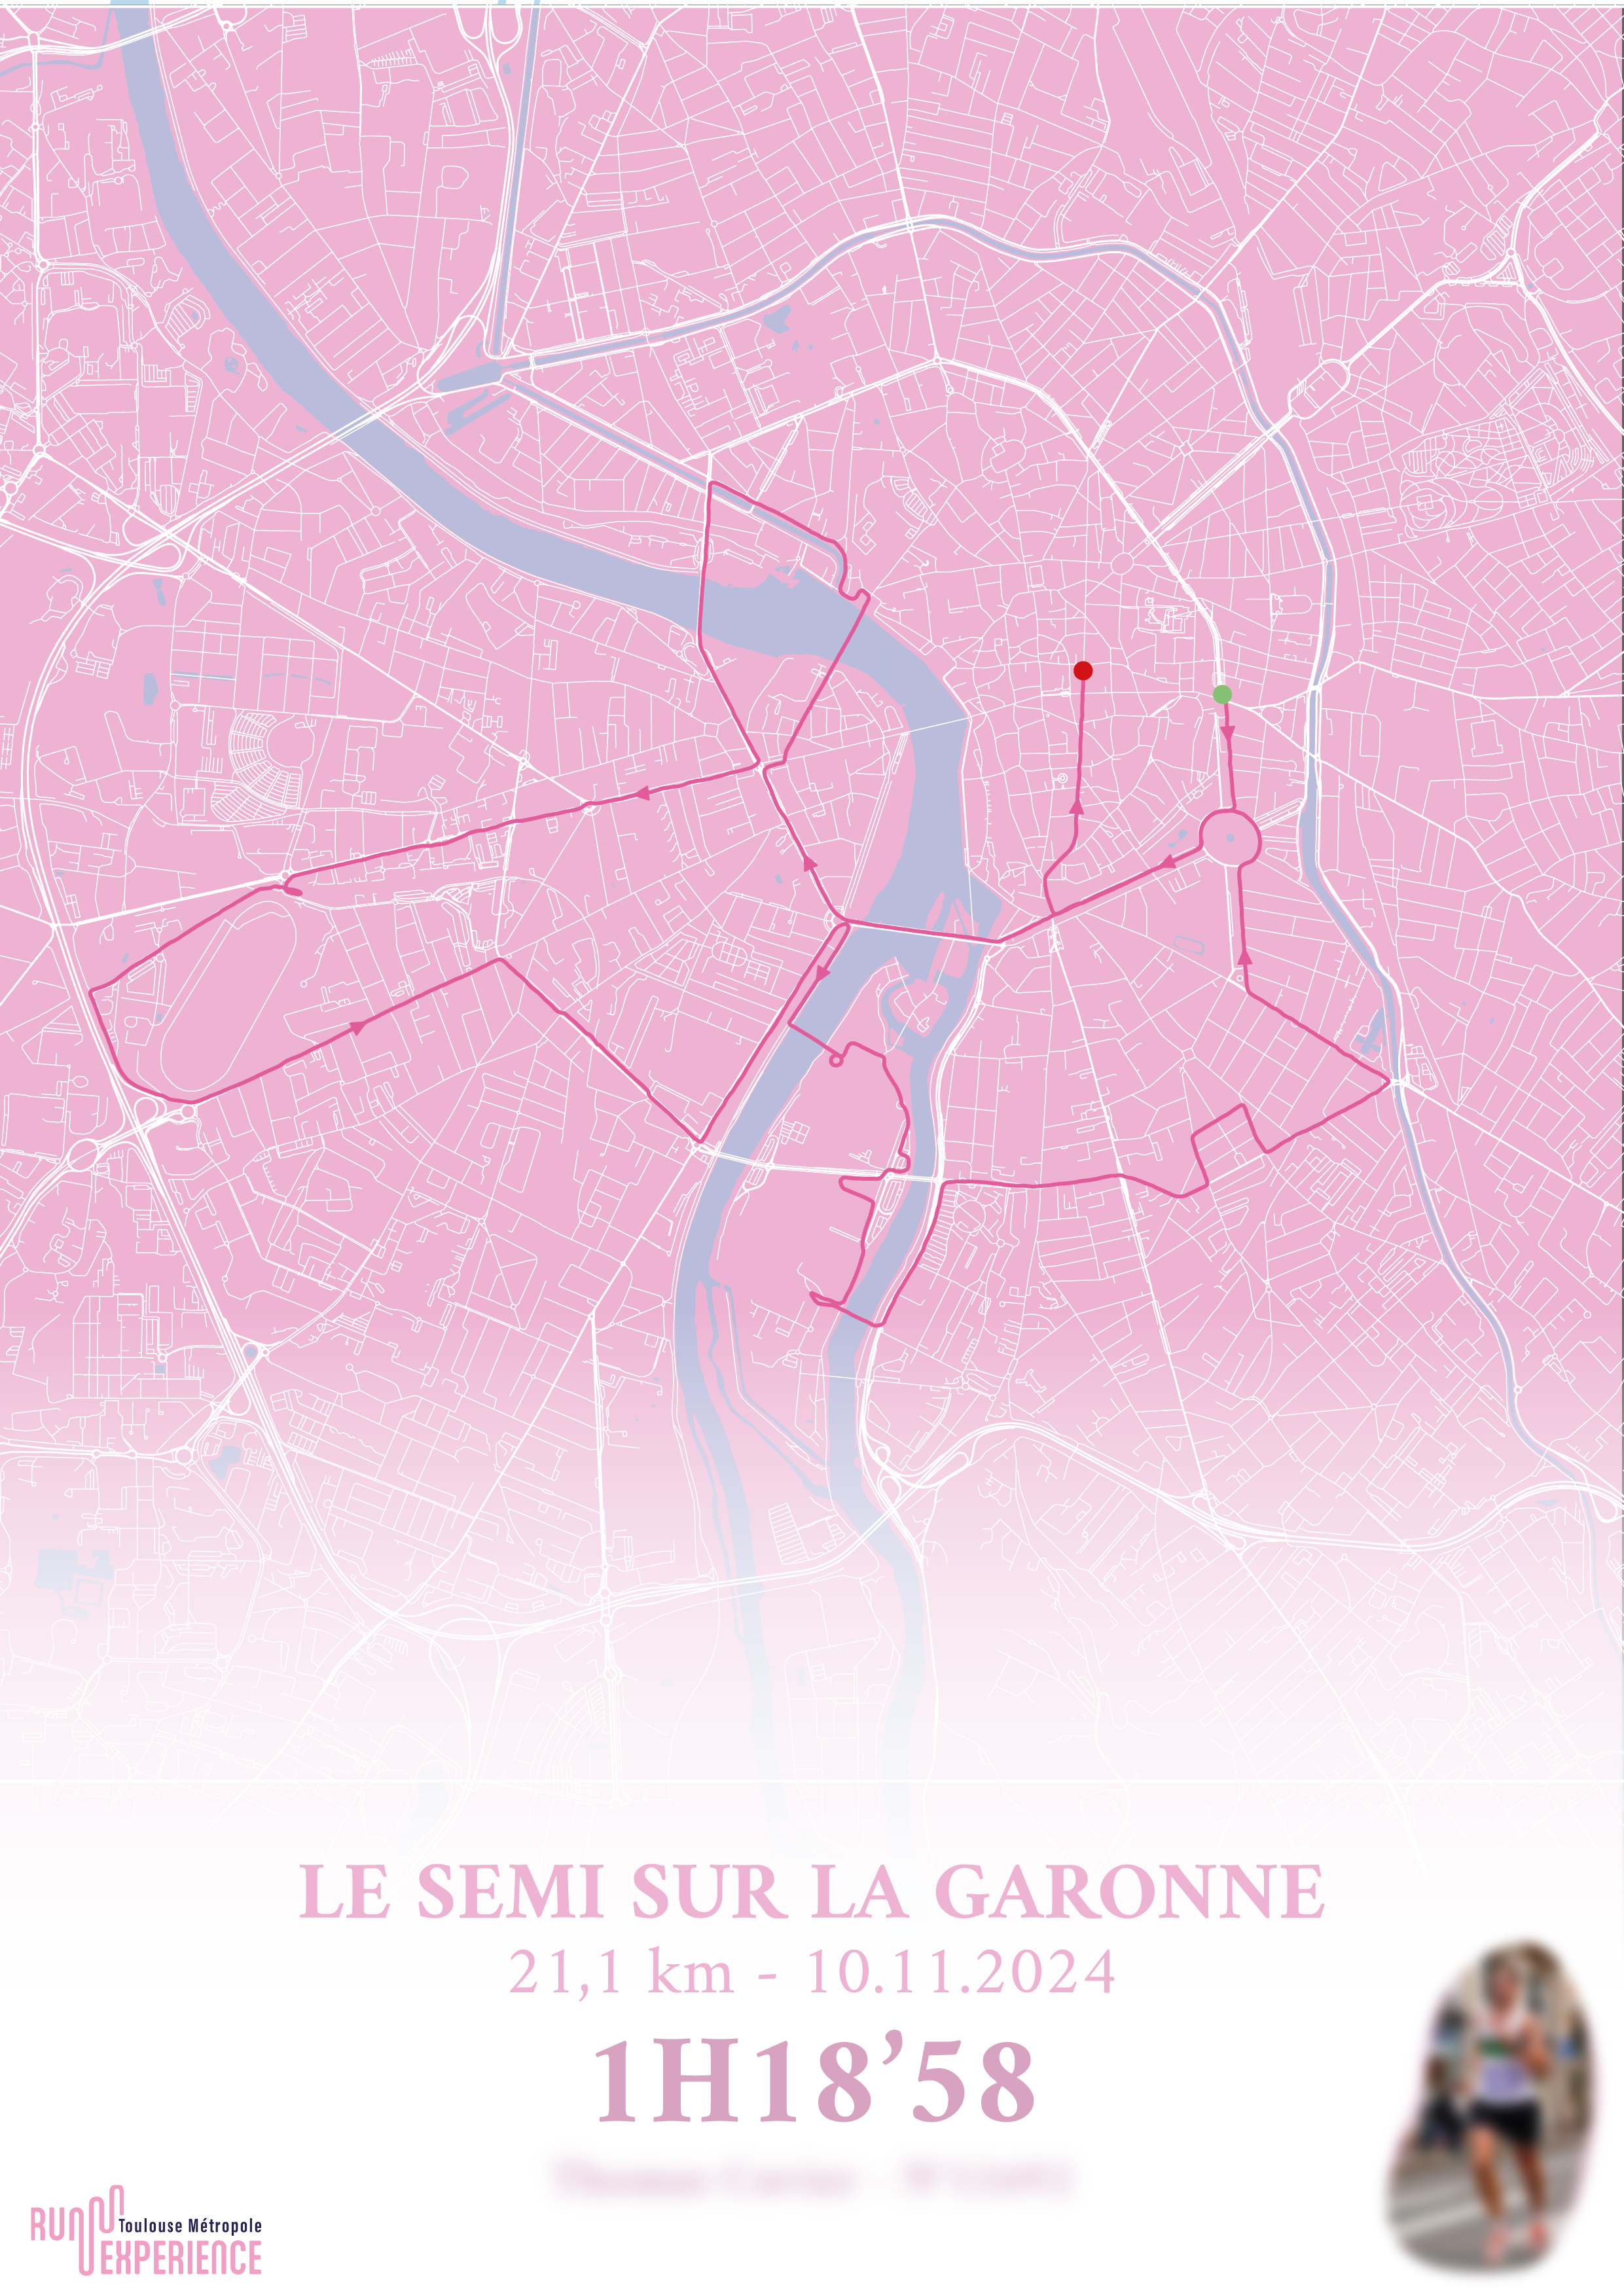 LE SEMI SUR LA GARONNE
21,1 km - 10.11.2024
1H18’58
RUN Toulouse Métropole
EXPERIENCE